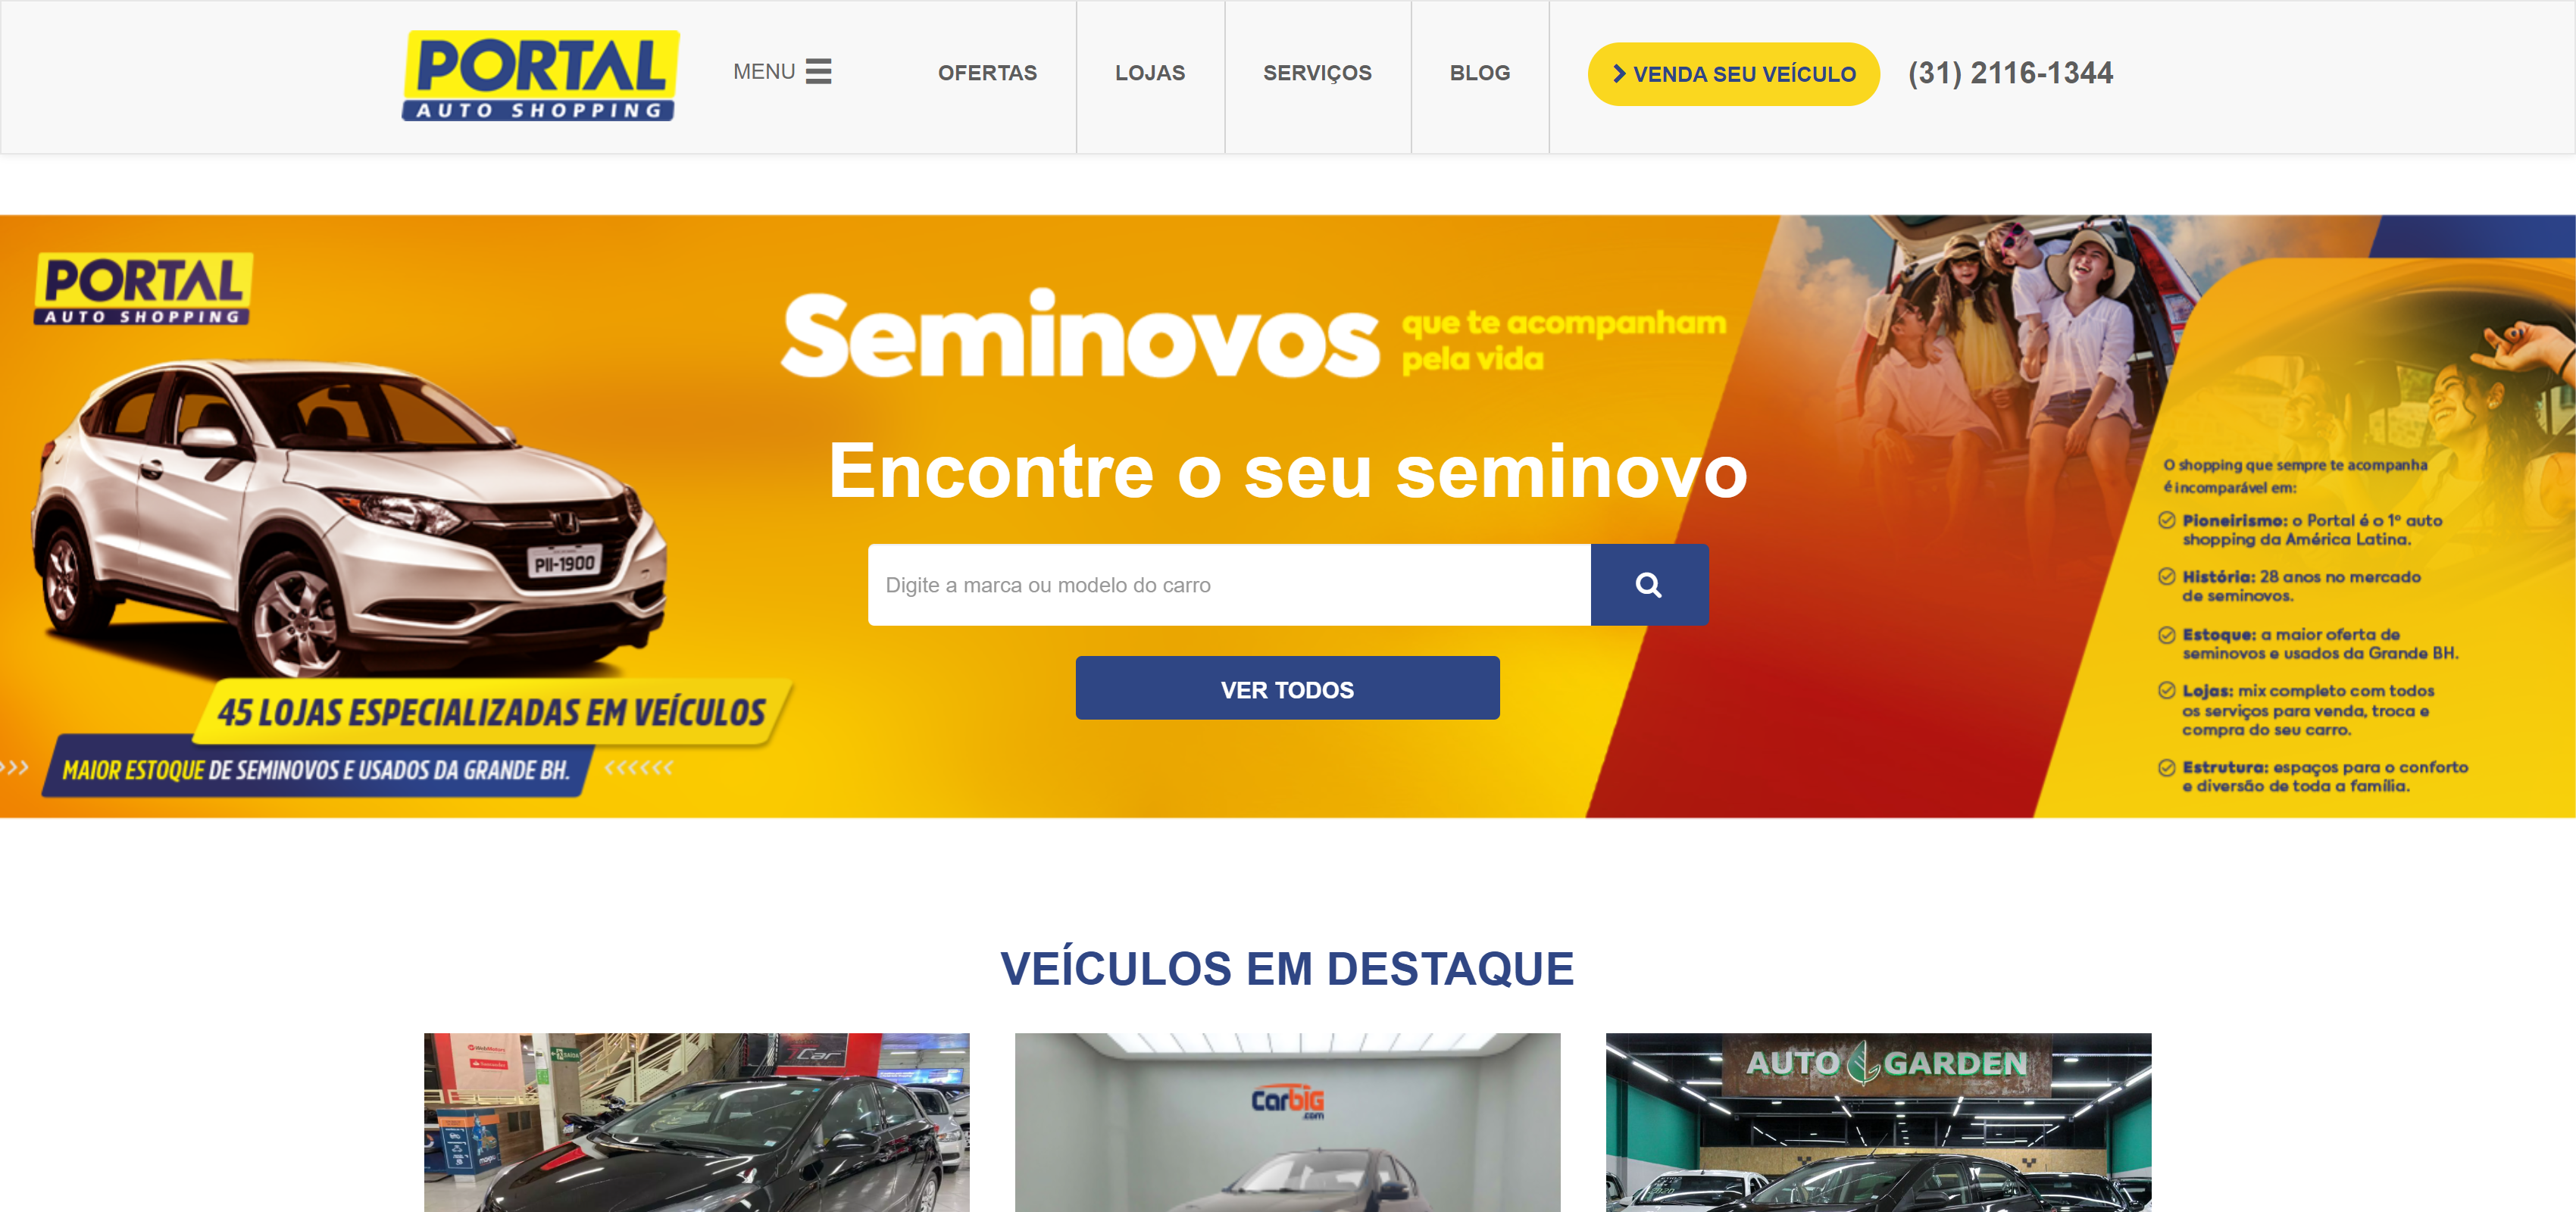 PORTAL
AUTO SHOPPING
MENU
OFERTAS
LOJAS
SERVIÇOS
BLOG
VENDA SEU VEÍCULO
(31) 2116-1344
PORTAL
AUTO SHOPPING
Seminovos
que te acompanham
pela vida
Encontre o seu seminovo
Digite a marca ou modelo do carro
VER TODOS
PII-1900
45 LOJAS ESPECIALIZADAS EM VEÍCULOS
MAIOR ESTOQUE DE SEMINOVOS E USADOS DA GRANDE BH.
O shopping que sempre te acompanha
é incomparável em:
Pioneirismo: o Portal é o 1º auto
shopping da América Latina.
História: 28 anos no mercado
de seminovos.
Estoque: a maior oferta de
seminovos e usados da Grande BH.
Lojas: mix completo com todos
os serviços para venda, troca e
compra do seu carro.
Estrutura: espaços para o conforto
e diversão de toda a família.
VEÍCULOS EM DESTAQUE
SAÍDA
Car
carbig
.com
AUTO GARDEN